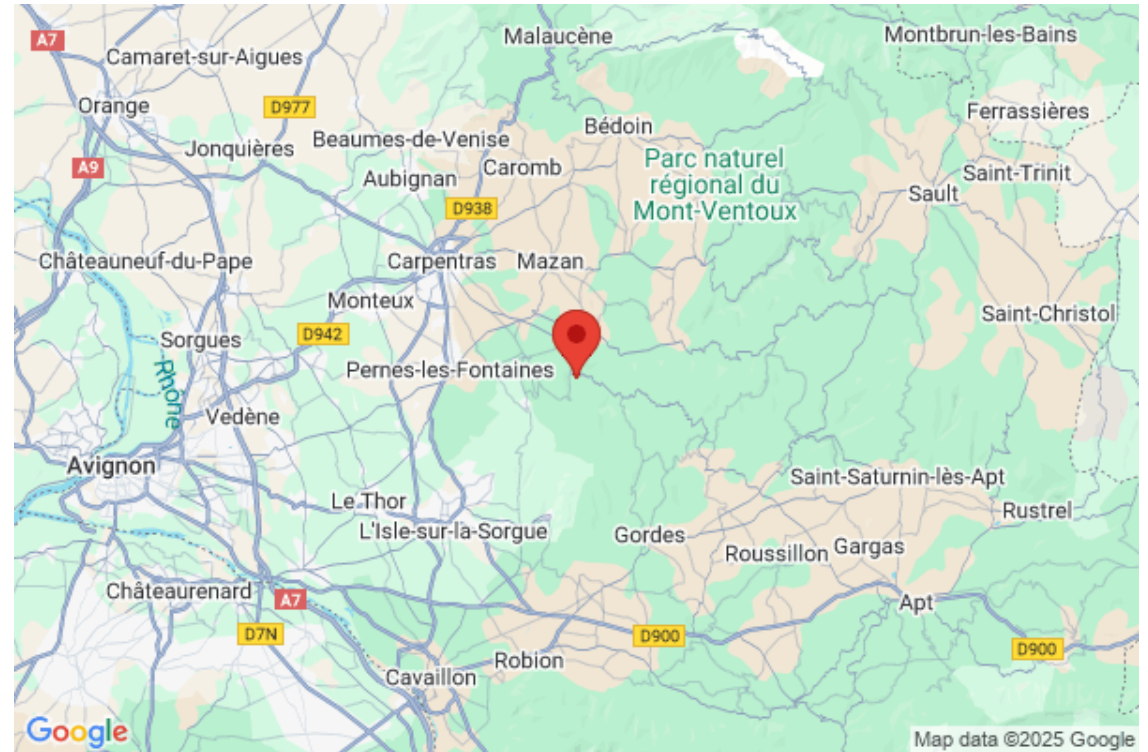 A7
Camaret-sur-Aigues
Malaucène
Montbrun-les-Bains
Orange
D977
Ferrassières
Jonquières
Beaumes-de-Venise
Bédoin
A9
Aubignan
Caromb
Parc naturel
régional du
Mont-Ventoux
Saint-Trinit
Sault
D938
Châteauneuf-du-Pape
Carpentras
Mazan
Monteux
Saint-Christol
Sorgues
D942
Pernes-les-Fontaines
Rhône
Vedène
Avignon
Saint-Saturnin-lès-Apt
Le Thor
Rustrel
L'Isle-sur-la-Sorgue
Gordes
Roussillon
Gargas
Châteaurenard
A7
Apt
D7N
D900
D900
Robion
Cavaillon
Google
Map data ©2025 Google